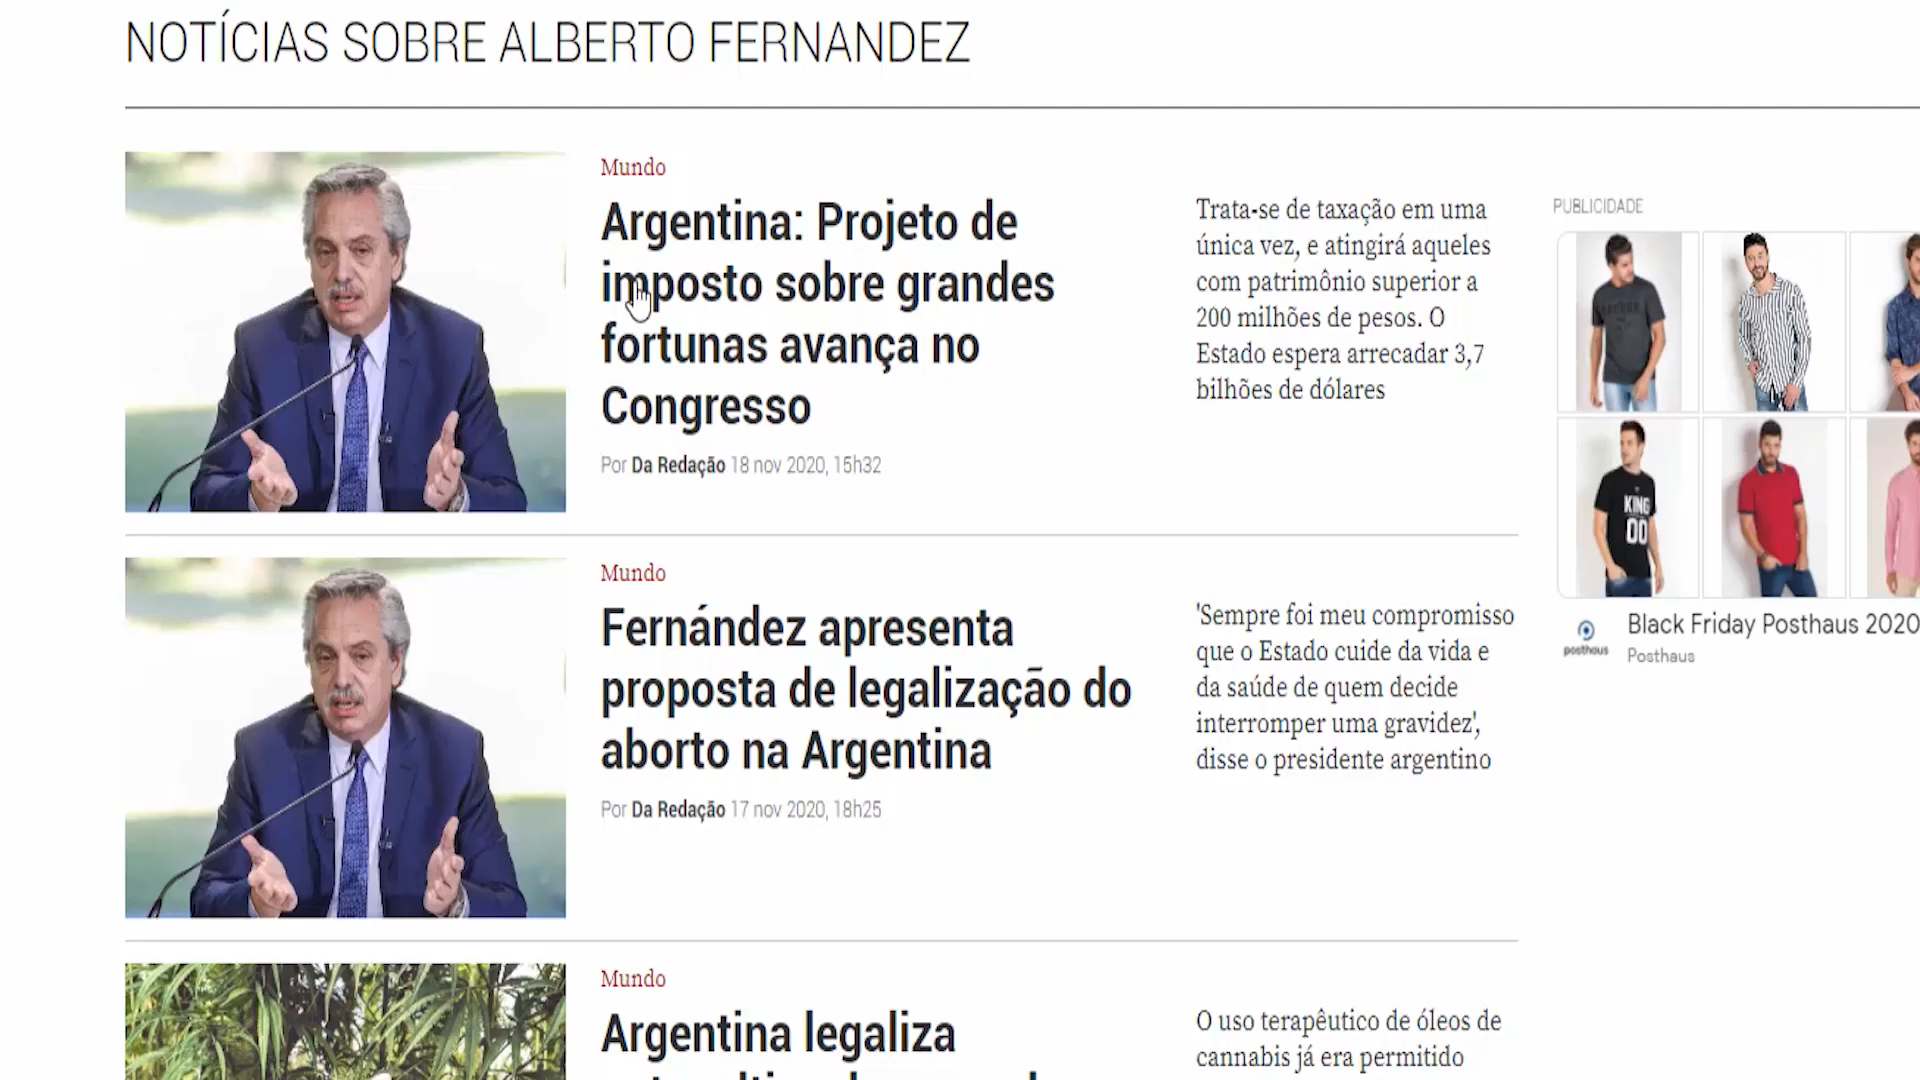 NOTÍCIAS SOBRE ALBERTO FERNANDEZ
Mundo
Argentina: Projeto de
imposto sobre grandes
fortunas avança no
Congresso
Por Da Redação 18 nov 2020, 15h32
Trata-se de taxação em uma
única vez, e atingirá aqueles
com patrimônio superior a
200 milhões de pesos. O
Estado espera arrecadar 3,7
bilhões de dólares
PUBLICIDADE
KING
00
posthaus
Black Friday Posthaus 2020
Posthaus
Mundo
Fernández apresenta
proposta de legalização do
aborto na Argentina
Por Da Redação 17 nov 2020, 18h25
'Sempre foi meu compromisso
que o Estado cuide da vida e
da saúde de quem decide
interromper uma gravidez',
disse o presidente argentino
Mundo
Argentina legaliza
O uso terapêutico de óleos de
cannabis já era permitido